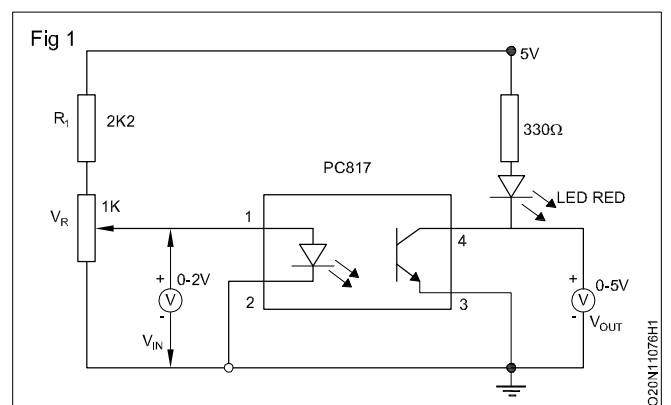 Fig 1
5V
R1
2K2
330Ω
PC817
LED RED
VR
1K
1
4
+
0-2V
V
-
VIN
2
3
+
0-5V
V
-
VOUT
O20N11076H1